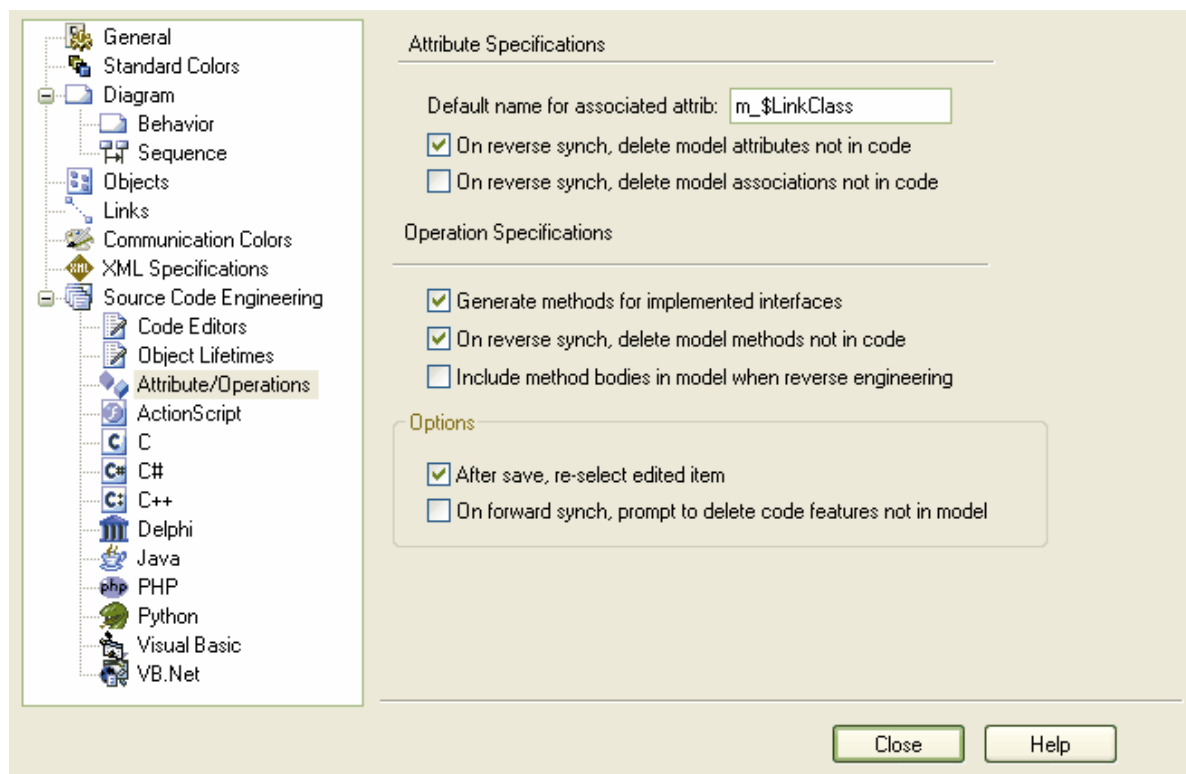 General
Standard Colors
Diagram
Behavior
Sequence
Objects
Links
Communication Colors
XML Specifications
Source Code Engineering
Code Editors
Object Lifetimes
Attribute/Operations
ActionScript
C
C#
C++
Delphi
Java
php PHP
Python
Visual Basic
VB.Net
Attribute Specifications
Default name for associated attrib: m_$LinkClass
On reverse synch, delete model attributes not in code
On reverse synch, delete model associations not in code
Operation Specifications
Generate methods for implemented interfaces
On reverse synch, delete model methods not in code
Include method bodies in model when reverse engineering
Options
After save, re-select edited item
On forward synch, prompt to delete code features not in model
Close Help